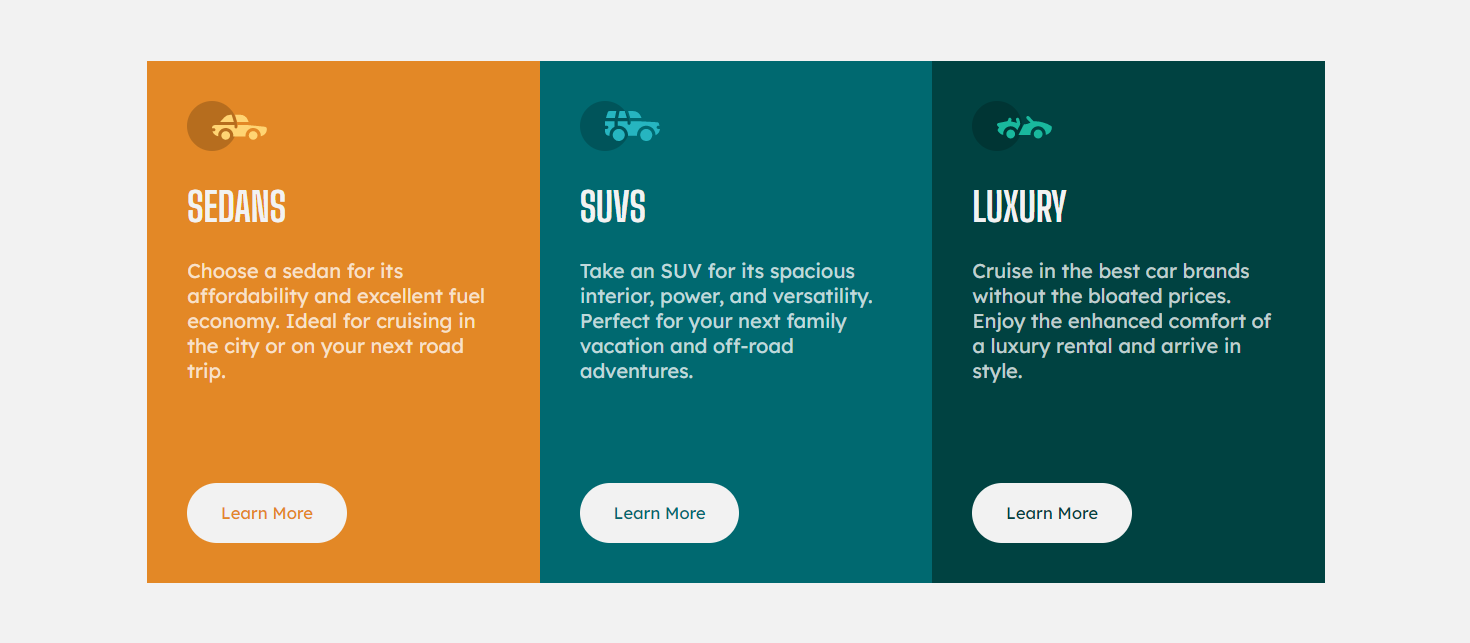 SEDANS
Choose a sedan for its
affordability and excellent fuel
economy. Ideal for cruising in
the city or on your next road
trip.
Learn More
SUVS
Take an SUV for its spacious
interior, power, and versatility.
Perfect for your next family
vacation and off-road
adventures.
Learn More
LUXURY
Cruise in the best car brands
without the bloated prices.
Enjoy the enhanced comfort of
a luxury rental and arrive in
style.
Learn More